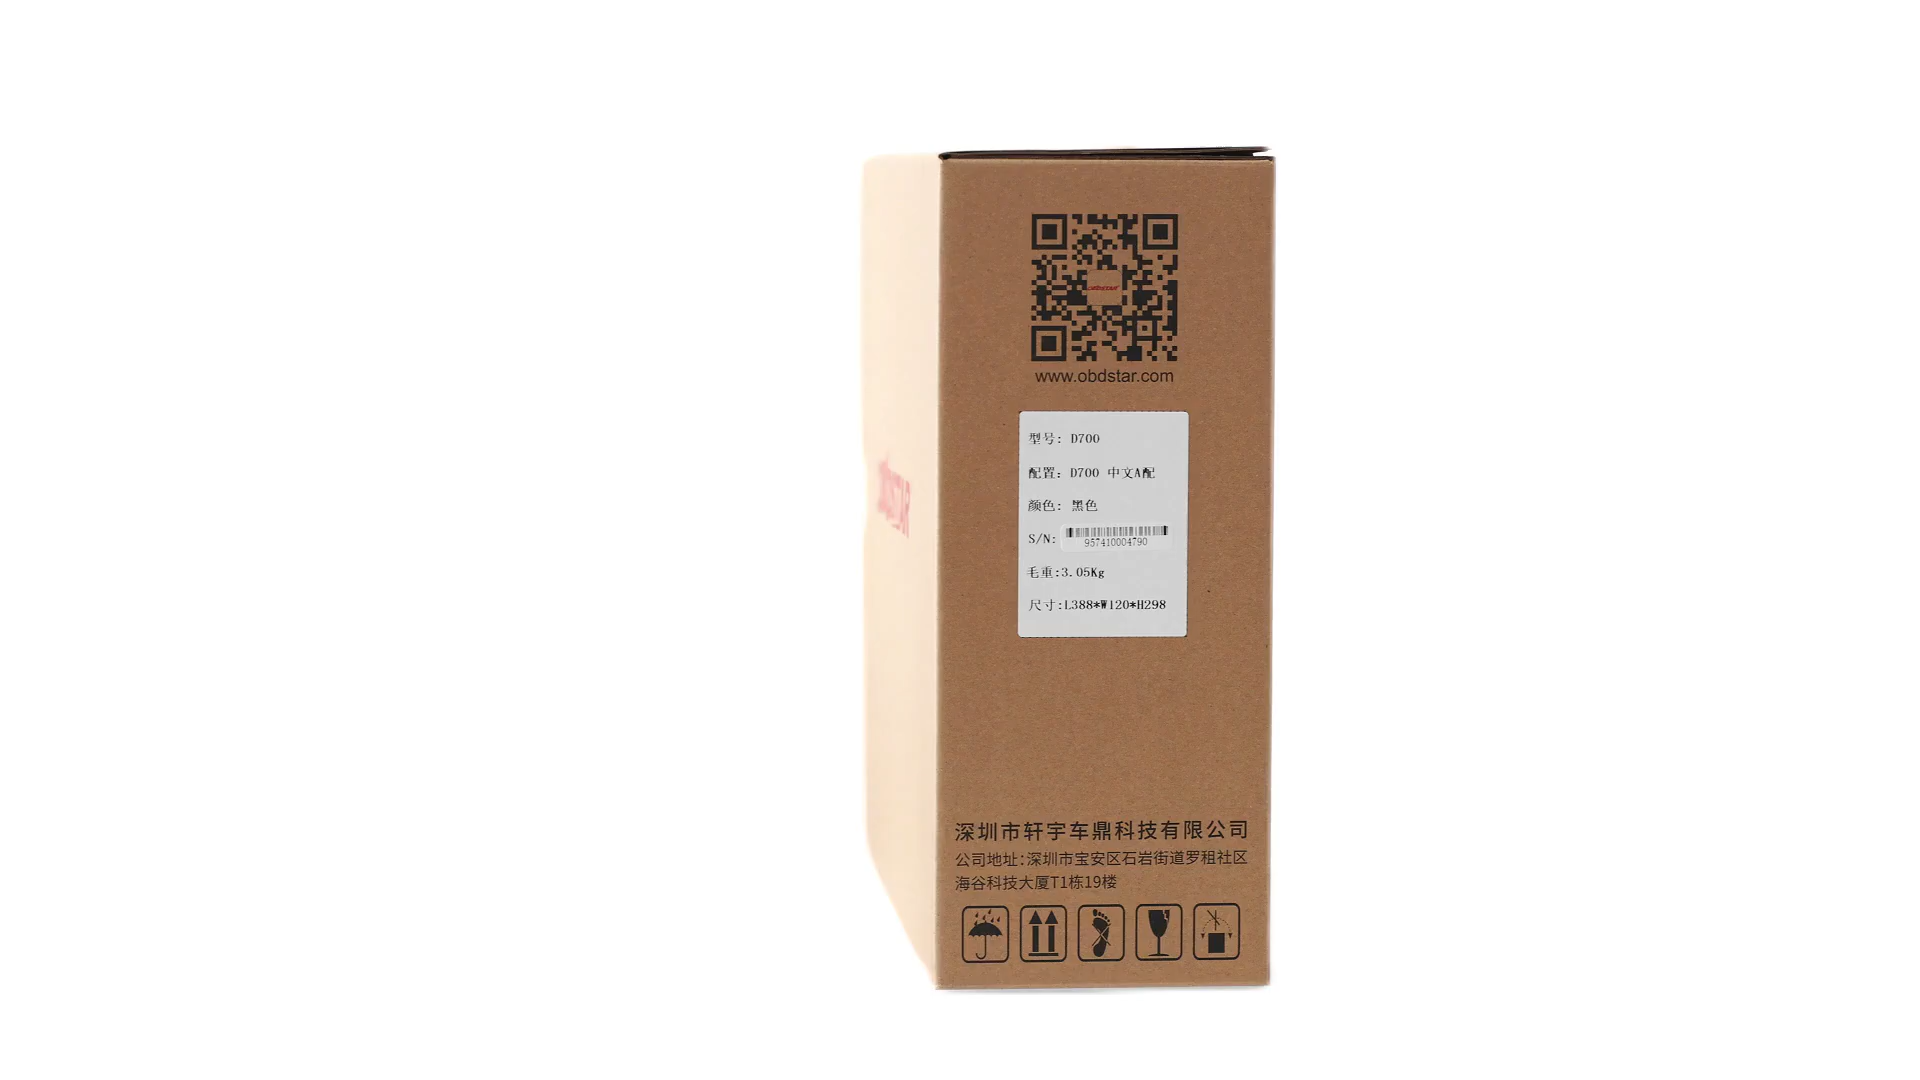 OBDSTAR
www.obdstar.com
型号: D700
配置: D700 中文A配
颜色: 黑色
S/N:
957410004790
毛重:3.05Kg
尺寸:L388*W120*H298
深圳市轩宇车鼎科技有限公司
公司地址:深圳市宝安区石岩街道罗租社区
海谷科技大厦T1栋19楼